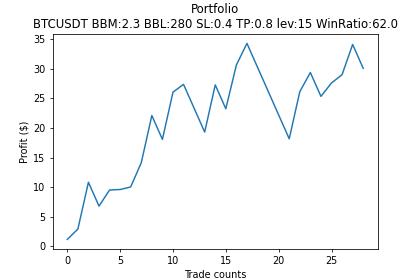 Portfolio
BTCUSDT BBM:2.3 BBL:280 SL:0.4 TP:0.8 lev:15 WinRatio:62.0
35
30
25
20
15
10
5
0
Profit ($)
0 5 10 15 20 25
Trade counts